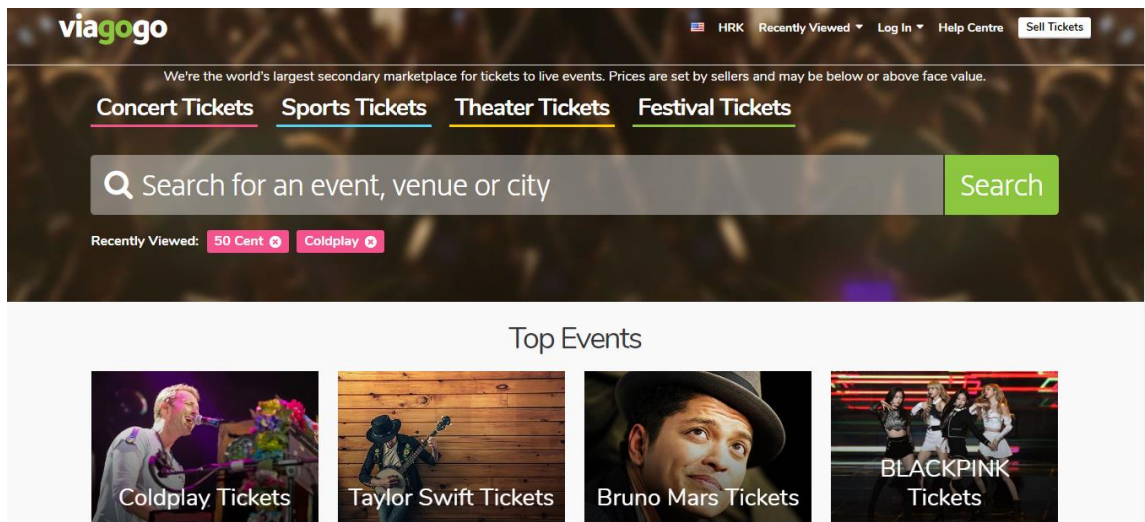 viagogo
HRK Recently Viewed Log In Help Centre Sell Tickets
We're the world's largest secondary marketplace for tickets to live events. Prices are set by sellers and may be below or above face value.
Concert Tickets Sports Tickets Theater Tickets Festival Tickets
Search for an event, venue or city Search
Recently Viewed: 50 Cent Coldplay
Top Events
Coldplay Tickets Taylor Swift Tickets Bruno Mars Tickets BLACKPINK
Tickets